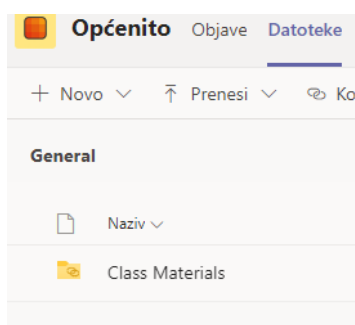 Općenito Objave Datoteke
+ Novo Prenesi Ko
General
Naziv
Class Materials